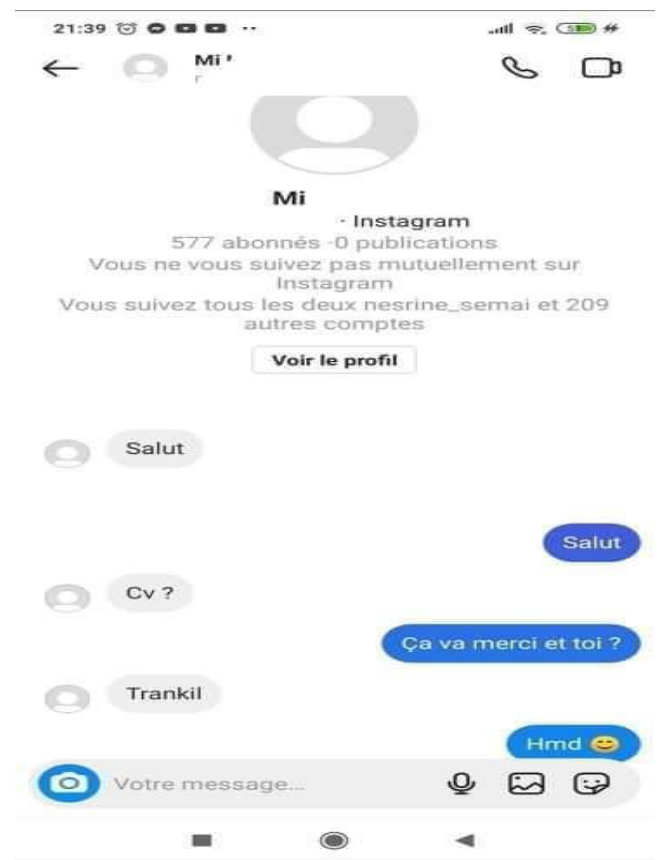 21:39
Mi
Mi
· Instagram
577 abonnés ·0 publications
Vous ne vous suivez pas mutuellement sur
Instagram
Vous suivez tous les deux nesrine_semai et 209
autres comptes
Voir le profil
Salut
Salut
Cv ?
Ça va merci et toi ?
Trankil
Hmd 😊
Votre message...